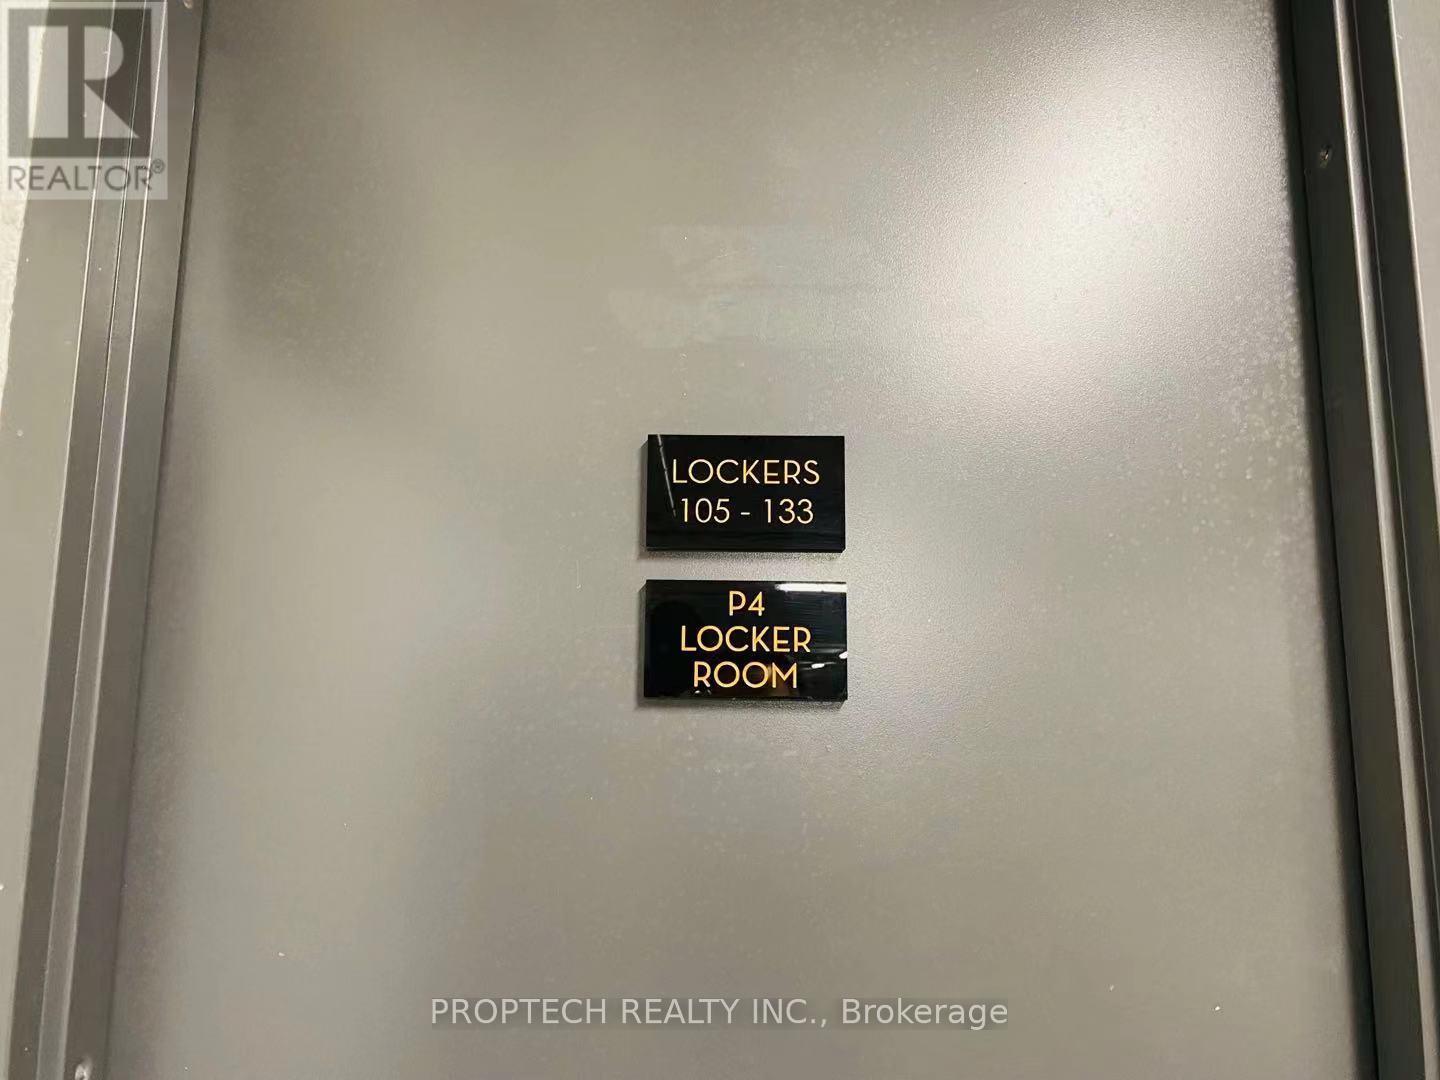 REALTOR®
LOCKERS
105 - 133
P4
LOCKER
ROOM
PROPTECH REALTY INC., Brokerage